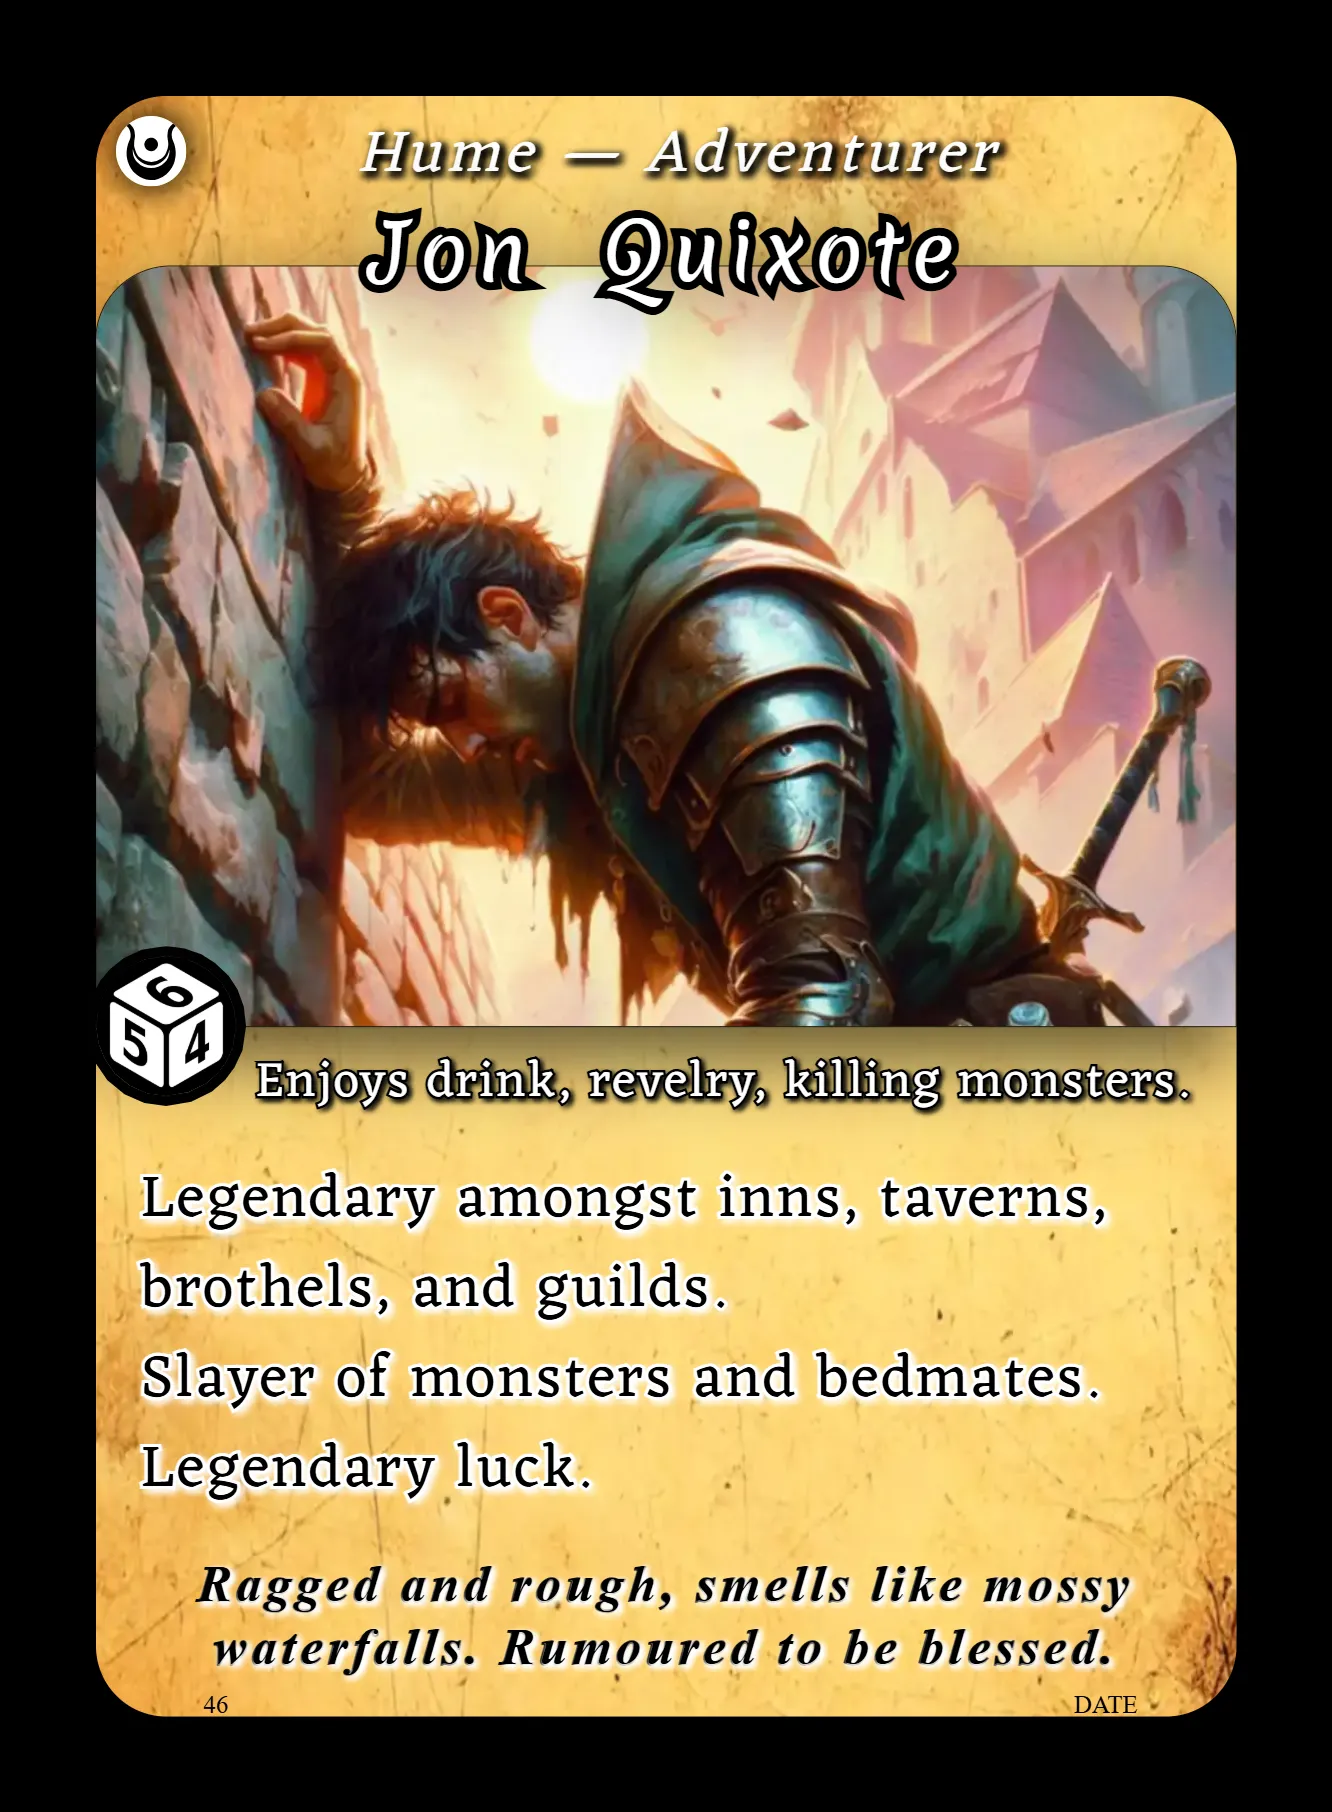 Hume — Adventurer
Jon Quixote
6
5 4
Enjoys drink, revelry, killing monsters.
Legendary amongst inns, taverns,
brothels, and guilds.
Slayer of monsters and bedmates.
Legendary luck.
Ragged and rough, smells like mossy
waterfalls. Rumoured to be blessed.
46 DATE